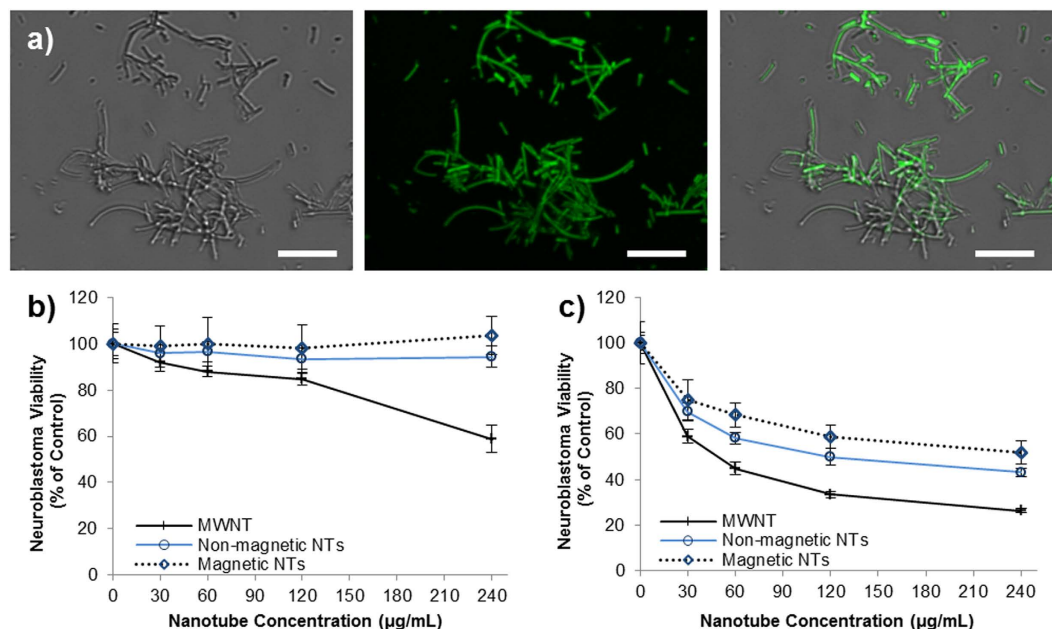 a)
b)
Neuroblastoma Viability
(% of Control)
120
100
80
60
40
20
0
MWNT
Non-magnetic NTs
Magnetic NTs
0 30 60 90 120 150 180 210 240
Nanotube Concentration (µg/mL)
c)
Neuroblastoma Viability
(% of Control)
120
100
80
60
40
20
0
MWNT
Non-magnetic NTs
Magnetic NTs
0 30 60 90 120 150 180 210 240
Nanotube Concentration (µg/mL)